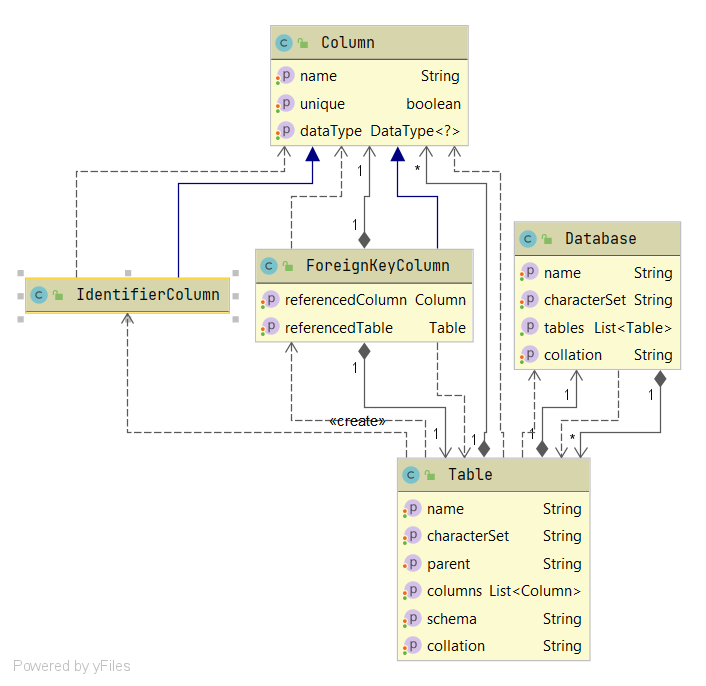 C Column
p name String
p unique boolean
p dataType DataType<?>
1
*
1
C ForeignKeyColumn
p referencedColumn Column
p referencedTable Table
C Database
p name String
p characterSet String
p tables List<Table>
p collation String
C IdentifierColumn
1
1
1
«create»
1
1
1
*
C Table
p name String
p characterSet String
p parent String
p columns List<Column>
p schema String
p collation String
Powered by yFiles